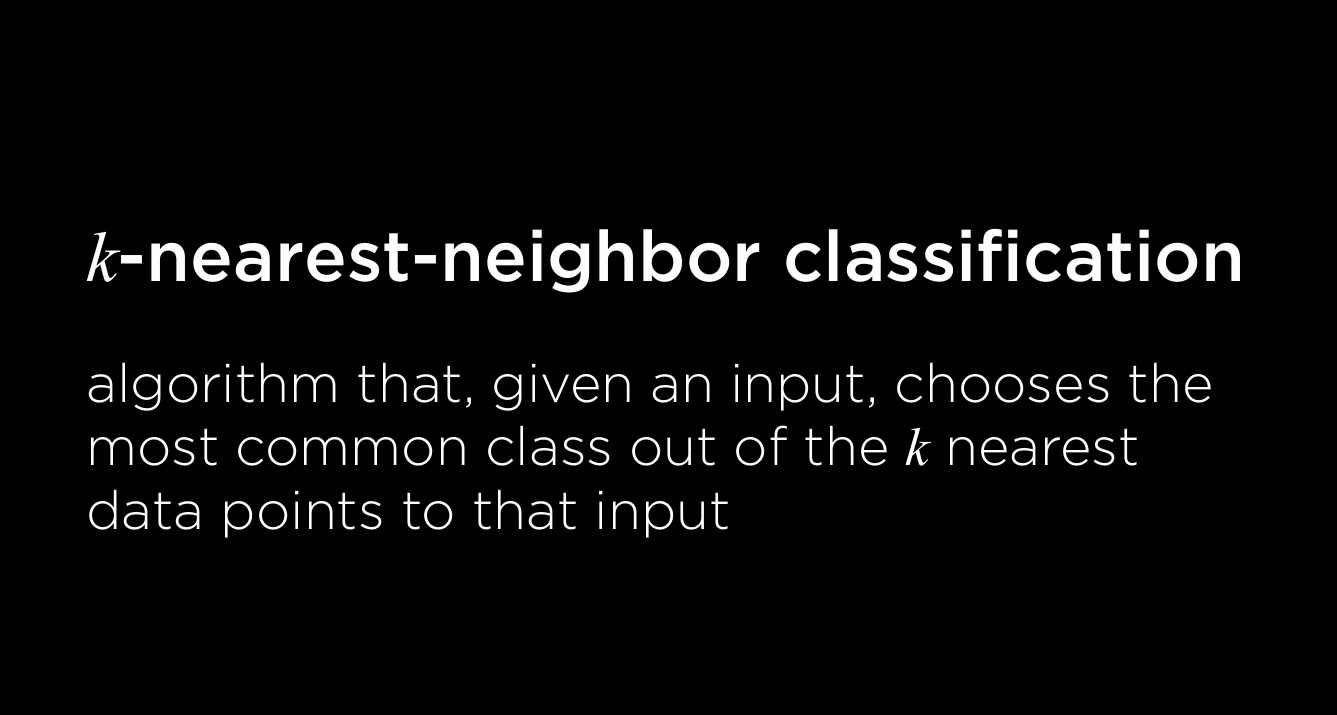 k-nearest-neighbor classification
algorithm that, given an input, chooses the
most common class out of the k nearest
data points to that input